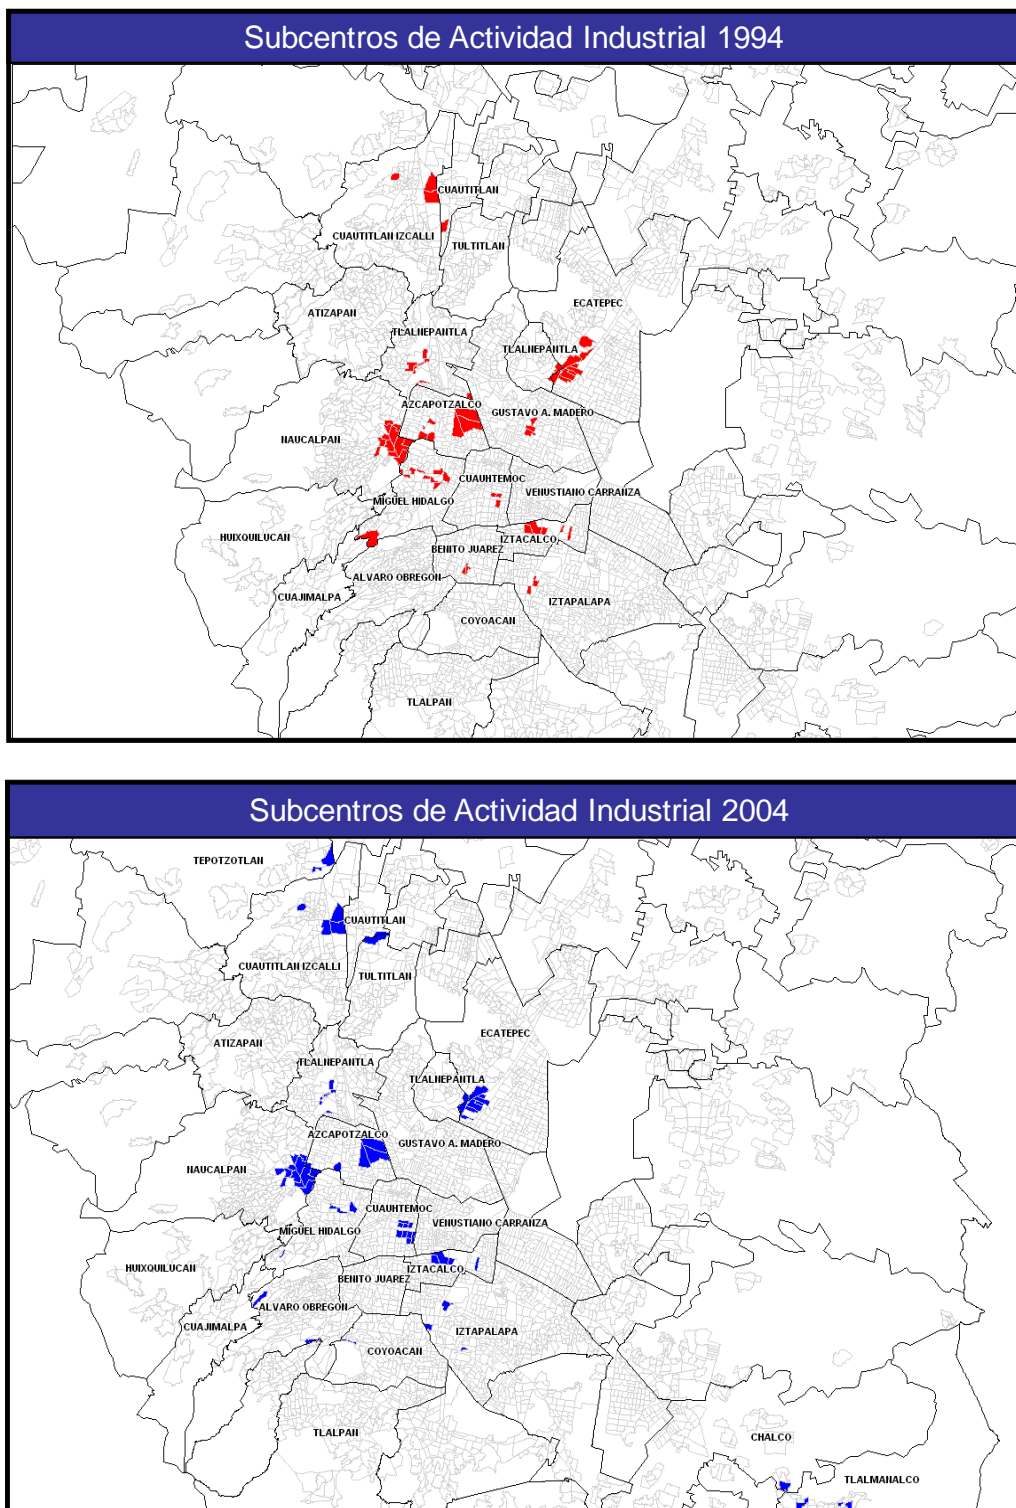 Subcentros de Actividad Industrial 1994
CUAUTITLAN
CUAUTITLAN IZCALLI
TULTITLAN
ECATEPEC
ATIZAPAN
TLALNEPANTLA
TLALNEPANTLA
AZCAPOTZALCO
GUSTAVO A. MADERO
NAUCALPAN
CUAUHTEMOC
VENUSTIANO CARRANZA
MIGUEL HIDALGO
HUIXQUILUCAN
IZTACALCO
BENITO JUAREZ
ALVARO OBREGON
CUAJIMALPA
IZTAPALAPA
COYOACAN
TLALPAN
Subcentros de Actividad Industrial 2004
TEPOTZOTLAN
CUAUTITLAN
CUAUTITLAN IZCALLI
TULTITLAN
ECATEPEC
ATIZAPAN
TLALNEPANTLA
TLALNEPANTLA
AZCAPOTZALCO
GUSTAVO A. MADERO
NAUCALPAN
CUAUHTEMOC
VENUSTIANO CARRANZA
MIGUEL HIDALGO
HUIXQUILUCAN
IZTACALCO
BENITO JUAREZ
ALVARO OBREGON
CUAJIMALPA
IZTAPALAPA
COYOACAN
TLALPAN
CHALCO
TLALMANALCO